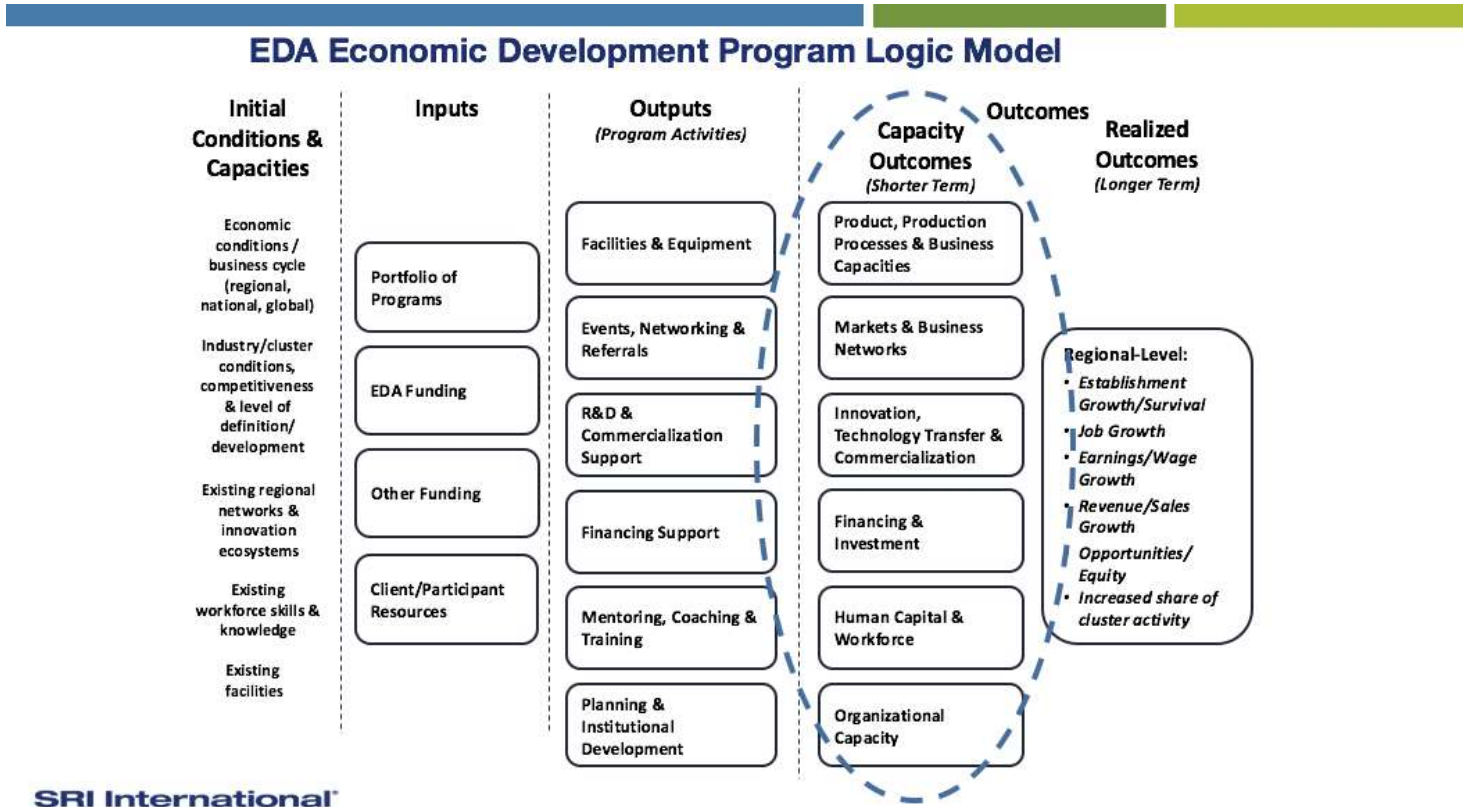 EDA Economic Development Program Logic Model
Initial
Conditions &
Capacities
Economic
conditions /
business cycle
(regional,
national, global)
Industry/cluster
conditions,
competitiveness
& level of
definition/
development
Existing regional
networks &
innovation
ecosystems
Existing
workforce skills &
knowledge
Existing
facilities
Inputs
Portfolio of
Programs
EDA Funding
Other Funding
Client/Participant
Resources
Outputs
(Program Activities)
Facilities & Equipment
Events, Networking &
Referrals
R&D &
Commercialization
Support
Financing Support
Mentoring, Coaching &
Training
Planning &
Institutional
Development
Outcomes
Capacity
Outcomes
(Shorter Term)
Product, Production
Processes & Business
Capacities
Markets & Business
Networks
Innovation,
Technology Transfer &
Commercialization
Financing &
Investment
Human Capital &
Workforce
Organizational
Capacity
Realized
Outcomes
(Longer Term)
Regional-Level:
• Establishment
Growth/Survival
• Job Growth
• Earnings/Wage
Growth
• Revenue/Sales
Growth
• Opportunities/
Equity
• Increased share of
cluster activity
SRI International®